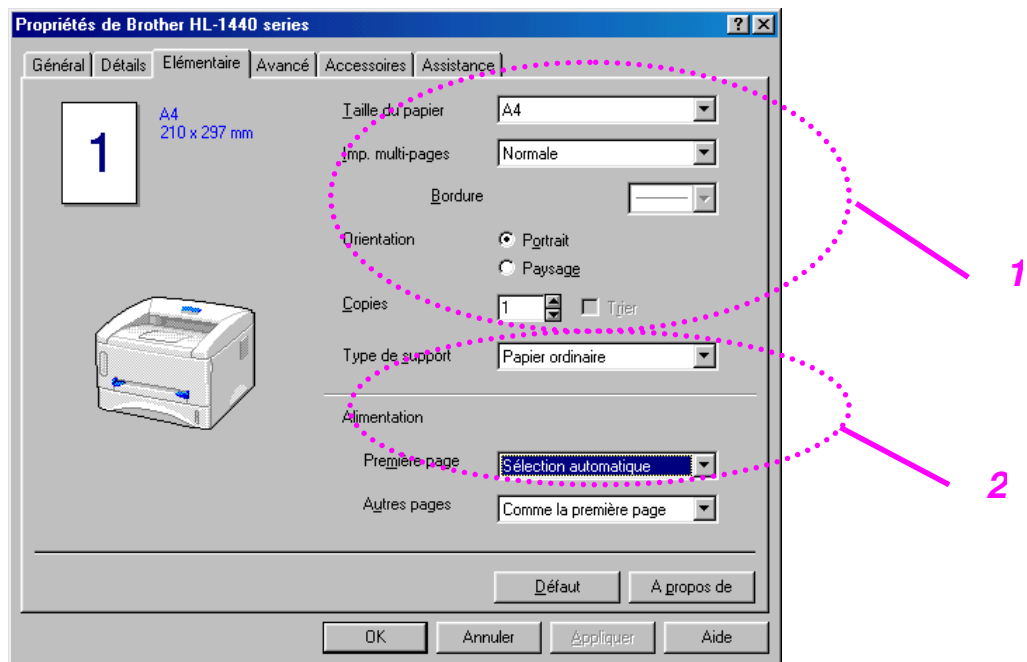 Propriétés de Brother HL-1440 series
Général Détails Elémentaire Avancé Accessoires Assistance
1
A4
210 x 297 mm
Taille du papier A4
Imp. multi-pages Normale
Bordure
Orientation Portrait
Paysage
Copies 1 Trier
Type de support Papier ordinaire
Alimentation
Première page Sélection automatique
Autres pages Comme la première page
Défaut A propos de
OK Annuler Appliquer Aide
1
2